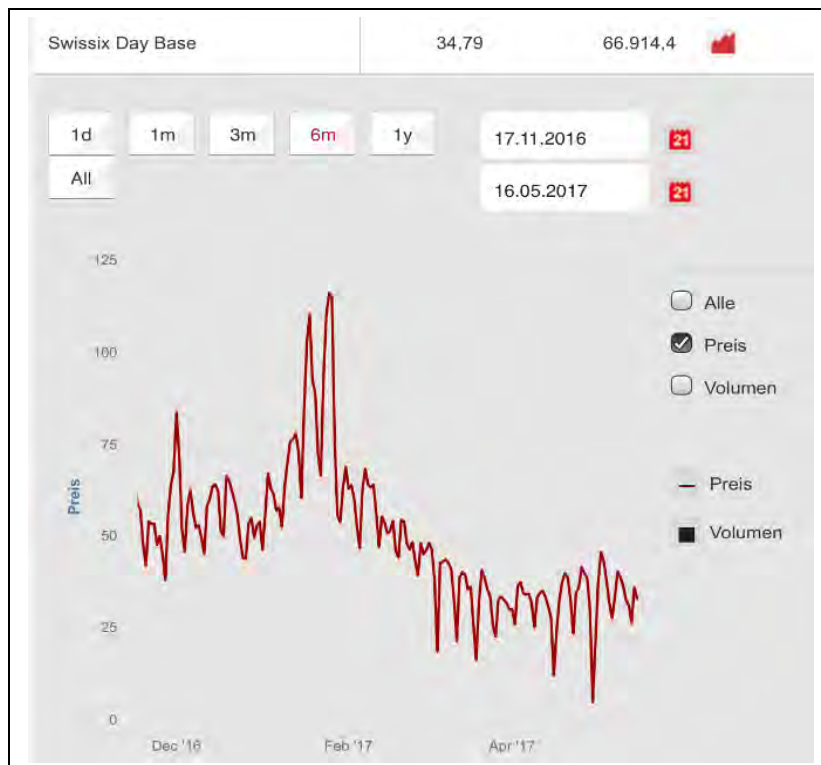 Swissix Day Base 34,79 66.914,4
1d 1m 3m 6m 1y 17.11.2016 21
All 16.05.2017 21
125
Alle
100 Preis
Volumen
75
Preis
Preis
50 Volumen
25
0
Dec '16 Feb '17 Apr '17